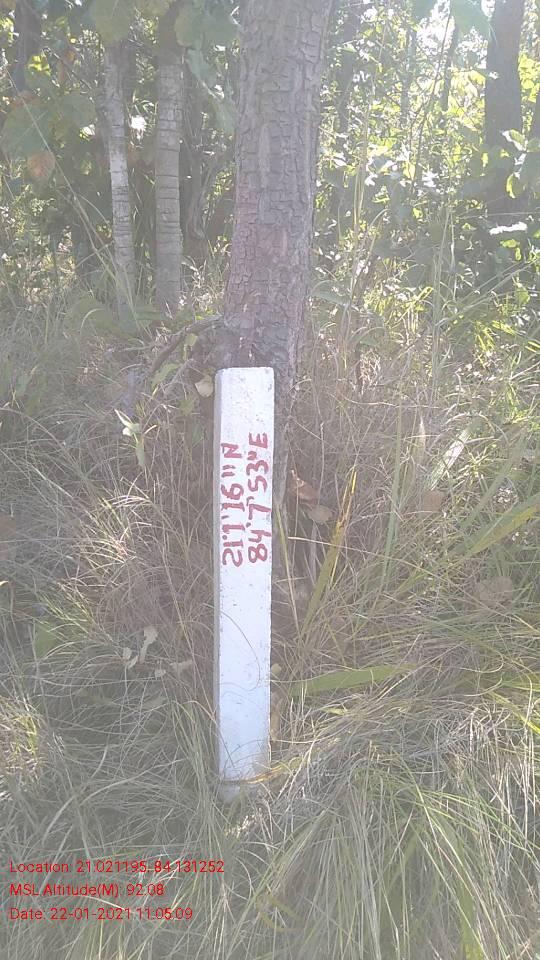 21°1'16"N
84°7'53"E
Location: 21.021195, 84.131252
MSL Altitude(M): 92.08
Date: 22-01-2021 11:05:09